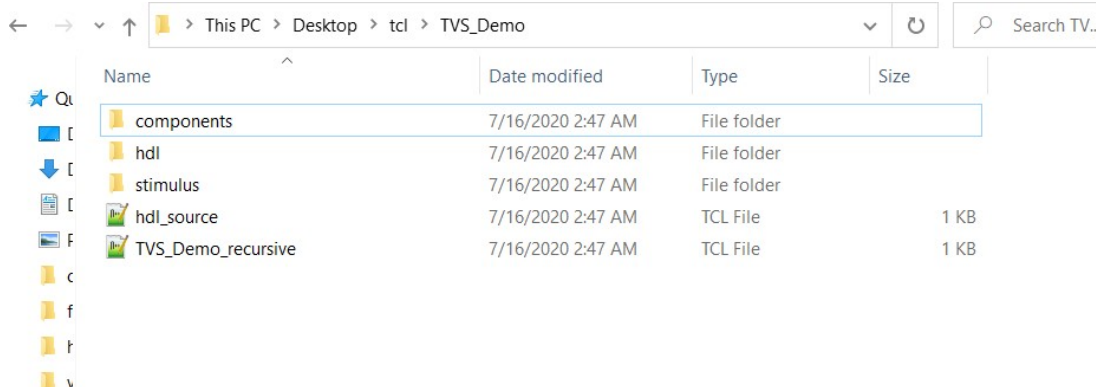 This PC > Desktop > tcl > TVS_Demo Search TV..
Name Date modified Type Size
components 7/16/2020 2:47 AM File folder
hdl 7/16/2020 2:47 AM File folder
stimulus 7/16/2020 2:47 AM File folder
hdl_source 7/16/2020 2:47 AM TCL File 1 KB
TVS_Demo_recursive 7/16/2020 2:47 AM TCL File 1 KB